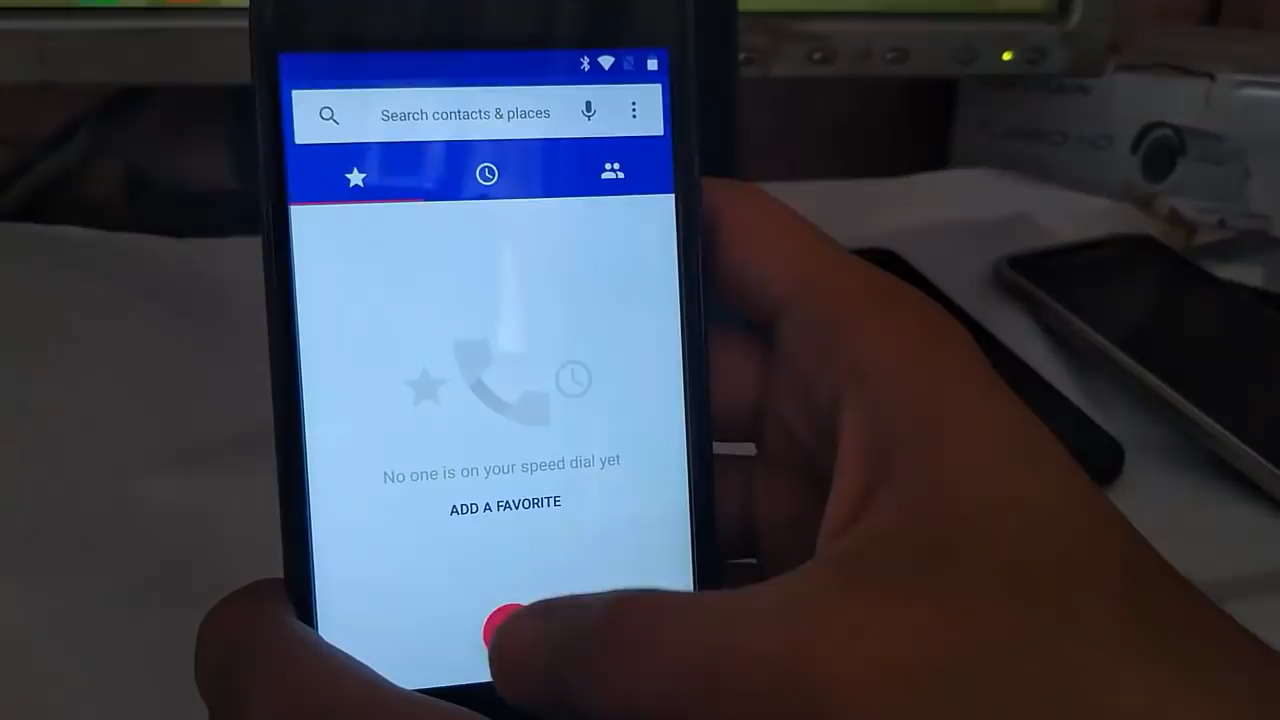 Search contacts & places
No one is on your speed dial yet
ADD A FAVORITE